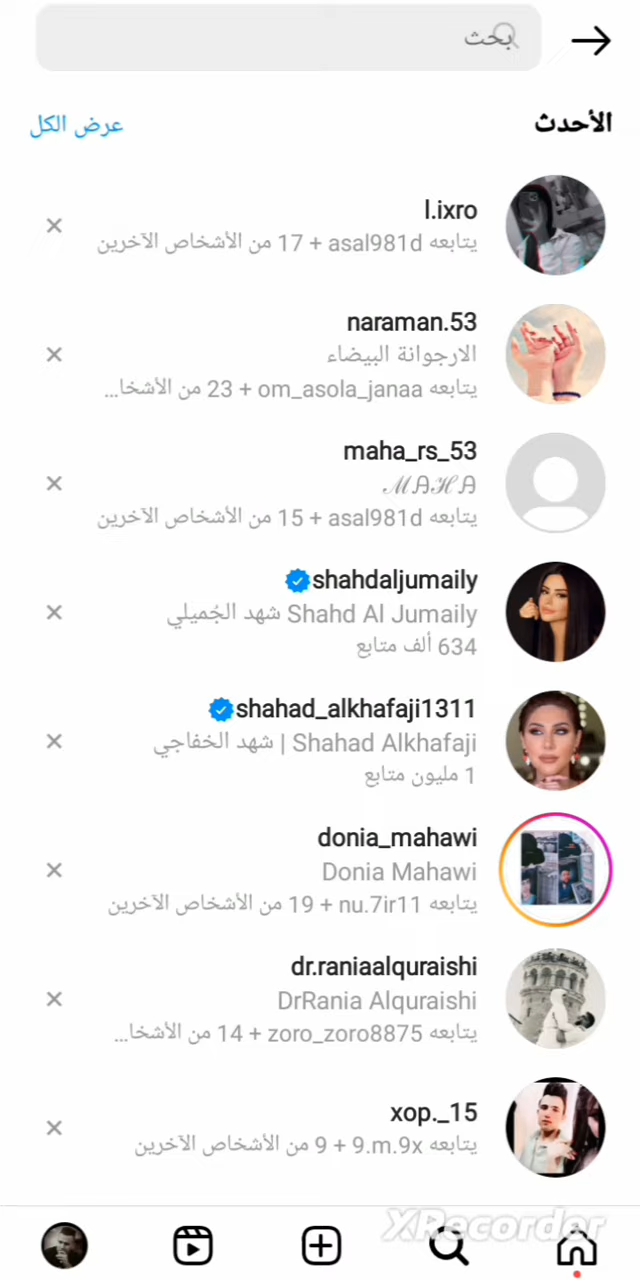 بحث
الأحدث
عرض الكل
l.ixro
يتابعه asal981d + 17 من الأشخاص الآخرين
naraman.53
الارجوانة البيضاء
يتابعه om_asola_janaa + 23 من الأشخا...
maha_rs_53
ℳᎯℋᎯ
يتابعه asal981d + 15 من الأشخاص الآخرين
shahdaljumaily
Shahd Al Jumaily شهد الجُميلي
634 ألف متابع
shahad_alkhafaji1311
Shahad Alkhafaji | شهد الخفاجي
1 مليون متابع
donia_mahawi
Donia Mahawi
يتابعه nu.7ir11 + 19 من الأشخاص الآخرين
dr.raniaalquraishi
DrRania Alquraishi
يتابعه zoro_zoro8875 + 14 من الأشخا...
xop._15
يتابعه 9.m.9x + 9 من الأشخاص الآخرين
XRecorder